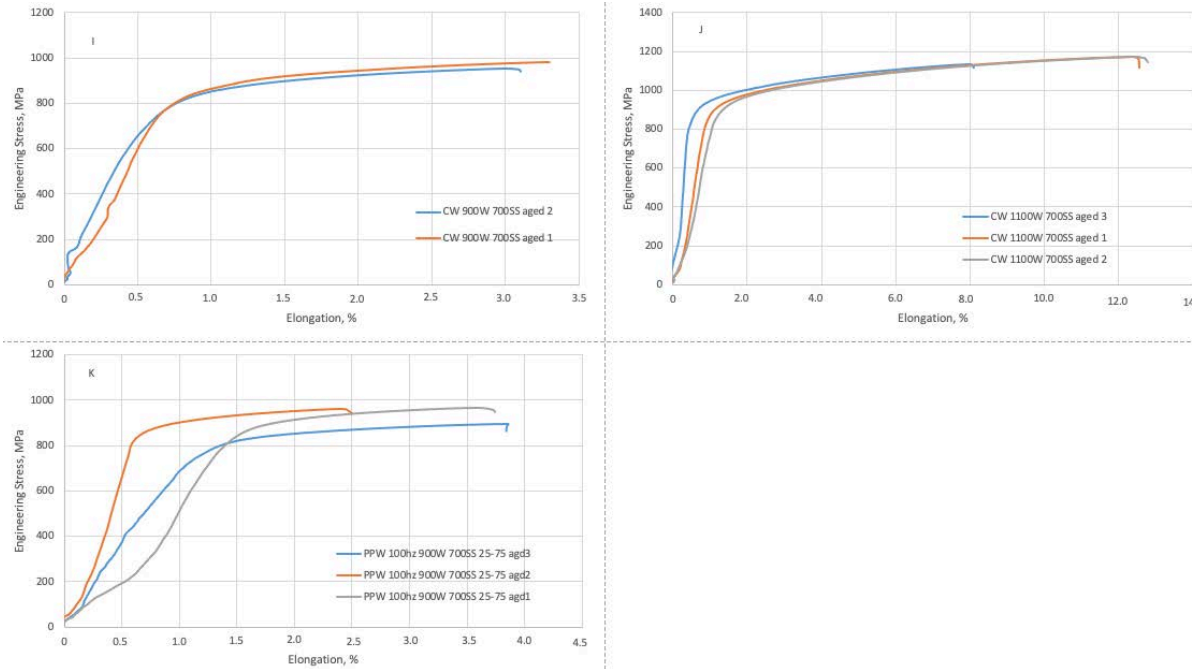 I
Engineering Stress, MPa
1200
1000
800
600
400
200
0
0 0.5 1.0 1.5 2.0 2.5 3.0 3.5
Elongation, %
CW 900W 700SS aged 2
CW 900W 700SS aged 1
J
Engineering Stress, MPa
1400
1200
1000
800
600
400
200
0
0 2.0 4.0 6.0 8.0 10.0 12.0 14
Elongation, %
CW 1100W 700SS aged 3
CW 1100W 700SS aged 1
CW 1100W 700SS aged 2
K
Engineering Stress, MPa
1200
1000
800
600
400
200
0
0 0.5 1.0 1.5 2.0 2.5 3.0 3.5 4.0 4.5
Elongation, %
PPW 100hz 900W 700SS 25-75 agd3
PPW 100hz 900W 700SS 25-75 agd2
PPW 100hz 900W 700SS 25-75 agd1